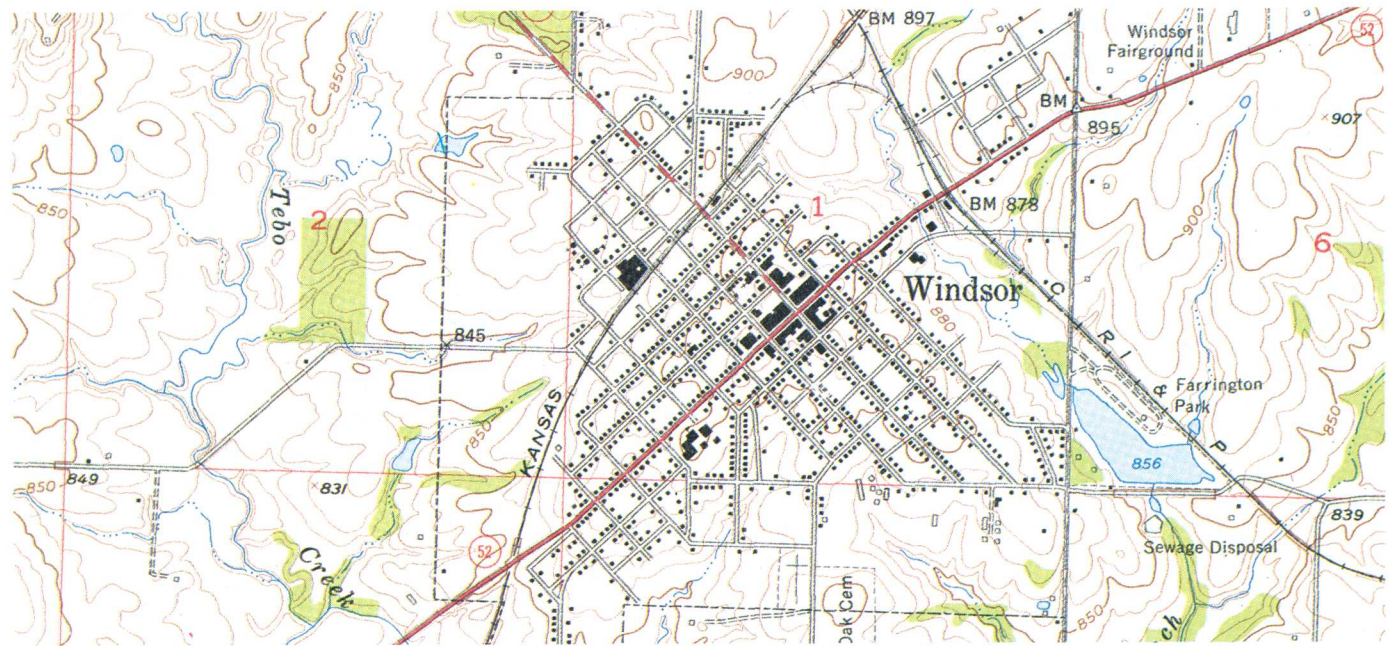 BM 897
52
Windsor
Fairground
850
900
BM
895
907
850
Tebo
2
1
BM 878
900
6
Windsor
C
880
845
R
I
&
P
Farrington
Park
850
KANSAS
850
856
849
850
831
839
52
Creek
Sewage Disposal
Oak Cem
850
850
ch